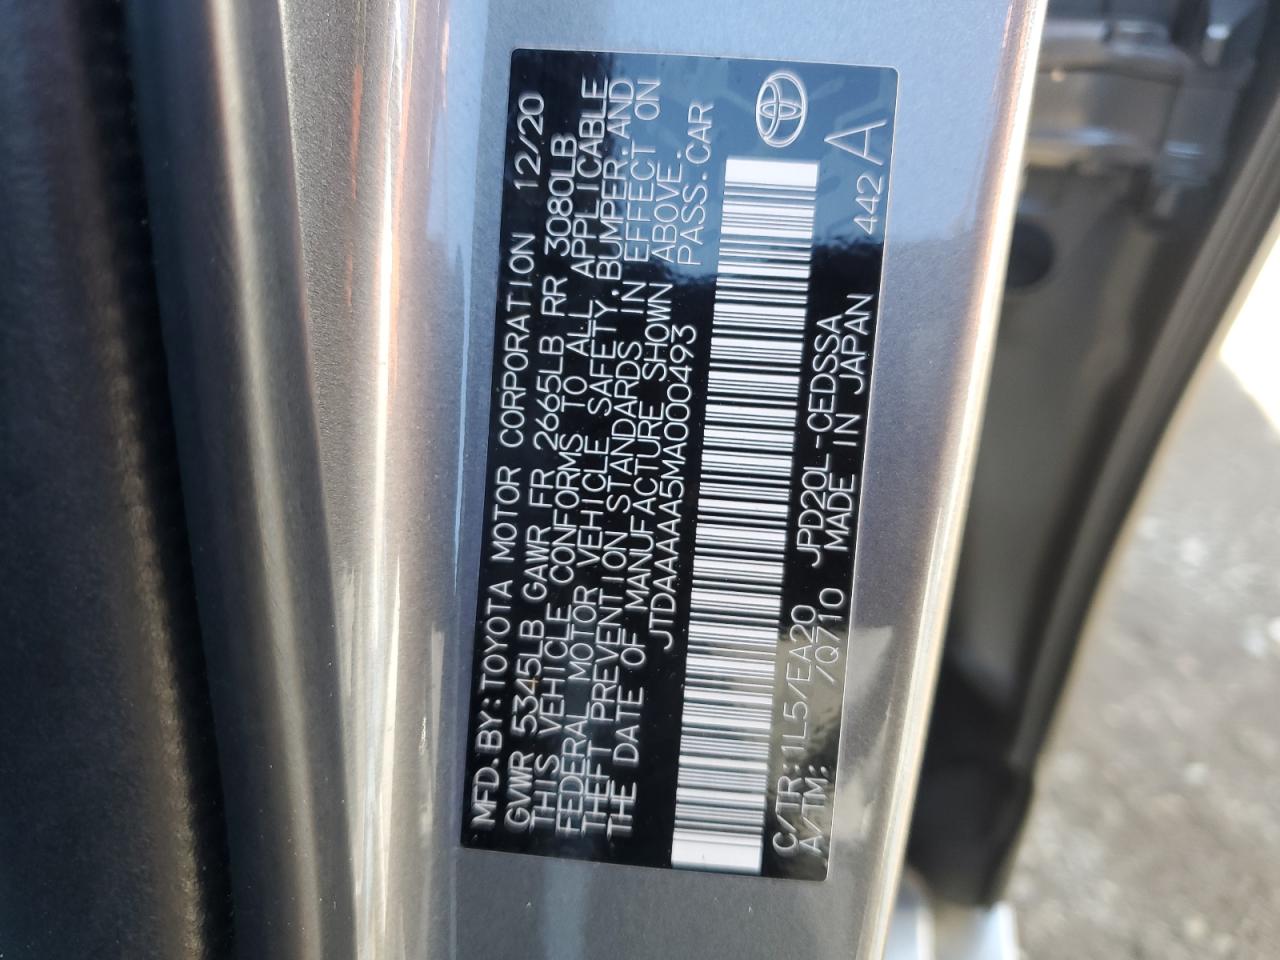 MFD.BY:TOYOTA MOTOR CORPORATION 12/20
GVWR 5345LB GAWR FR 2665LB RR 3080LB
THIS VEHICLE CONFORMS TO ALL APPLICABLE
FEDERAL MOTOR VEHICLE SAFETY,BUMPER,AND
THEFT PREVENTION STANDARDS IN EFFECT ON
THE DATE OF MANUFACTURE SHOWN ABOVE.
JTDAAAAA5MA000493 PASS.CAR
C/TR:1L5/EA20 JPD20L-CEDSSA 442 A
A/TM: /Q710 MADE IN JAPAN